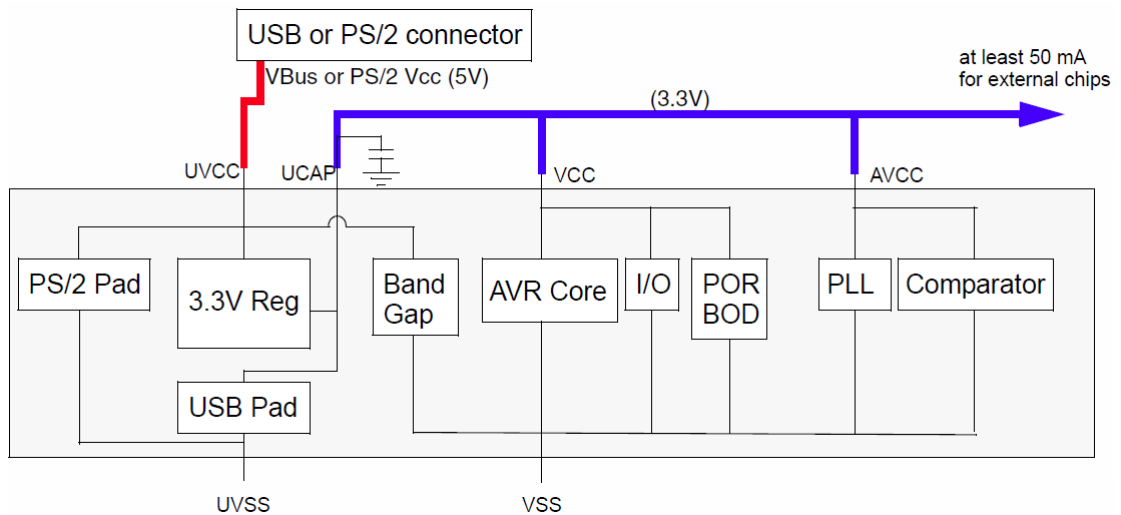 USB or PS/2 connector
VBus or PS/2 Vcc (5V)
at least 50 mA
for external chips
(3.3V)
UVCC
UCAP
VCC
AVCC
PS/2 Pad
3.3V Reg
Band
Gap
AVR Core
I/O
POR
BOD
PLL
Comparator
USB Pad
UVSS
VSS